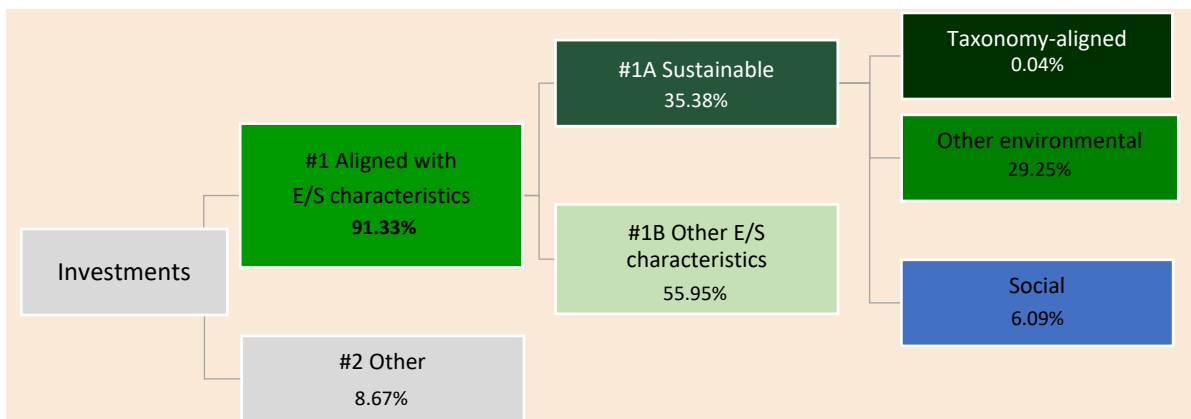 Investments
#1 Aligned with
E/S characteristics
91.33%
#2 Other
8.67%
#1A Sustainable
35.38%
#1B Other E/S
characteristics
55.95%
Taxonomy-aligned
0.04%
Other environmental
29.25%
Social
6.09%